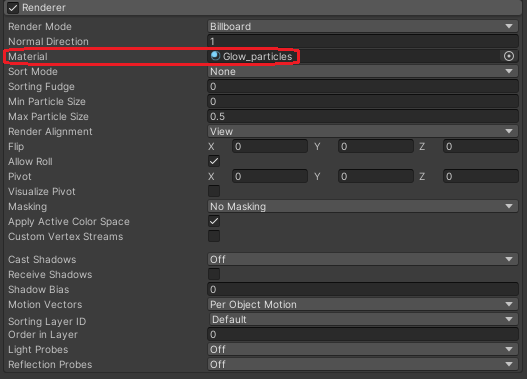 Renderer
Render Mode Billboard
Normal Direction 1
Material Glow_particles
Sort Mode None
Sorting Fudge 0
Min Particle Size 0
Max Particle Size 0.5
Render Alignment View
Flip X 0 Y 0 Z 0
Allow Roll
Pivot X 0 Y 0 Z 0
Visualize Pivot
Masking No Masking
Apply Active Color Space
Custom Vertex Streams
Cast Shadows Off
Receive Shadows
Shadow Bias 0
Motion Vectors Per Object Motion
Sorting Layer ID Default
Order in Layer 0
Light Probes Off
Reflection Probes Off